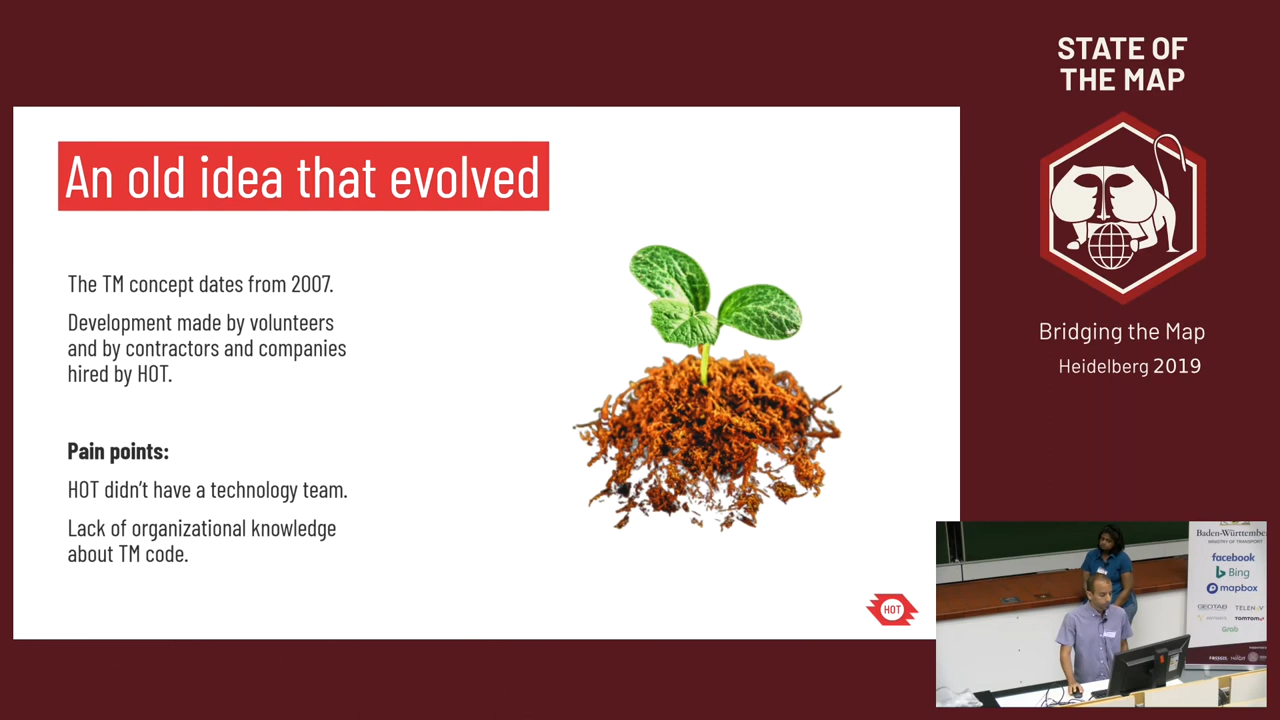 STATE OF
THE MAP
An old idea that evolved
The TM concept dates from 2007.
Development made by volunteers
and by contractors and companies
hired by HOT.
Pain points:
HOT didn't have a technology team.
Lack of organizational knowledge
about TM code.
HOT
Bridging the Map
Heidelberg 2019
Baden-Württembe
MINISTRY OF TRANSPORT
facebook
Bing
mapbox
GEOTAB
TELENAV
TOMTOM
Grab